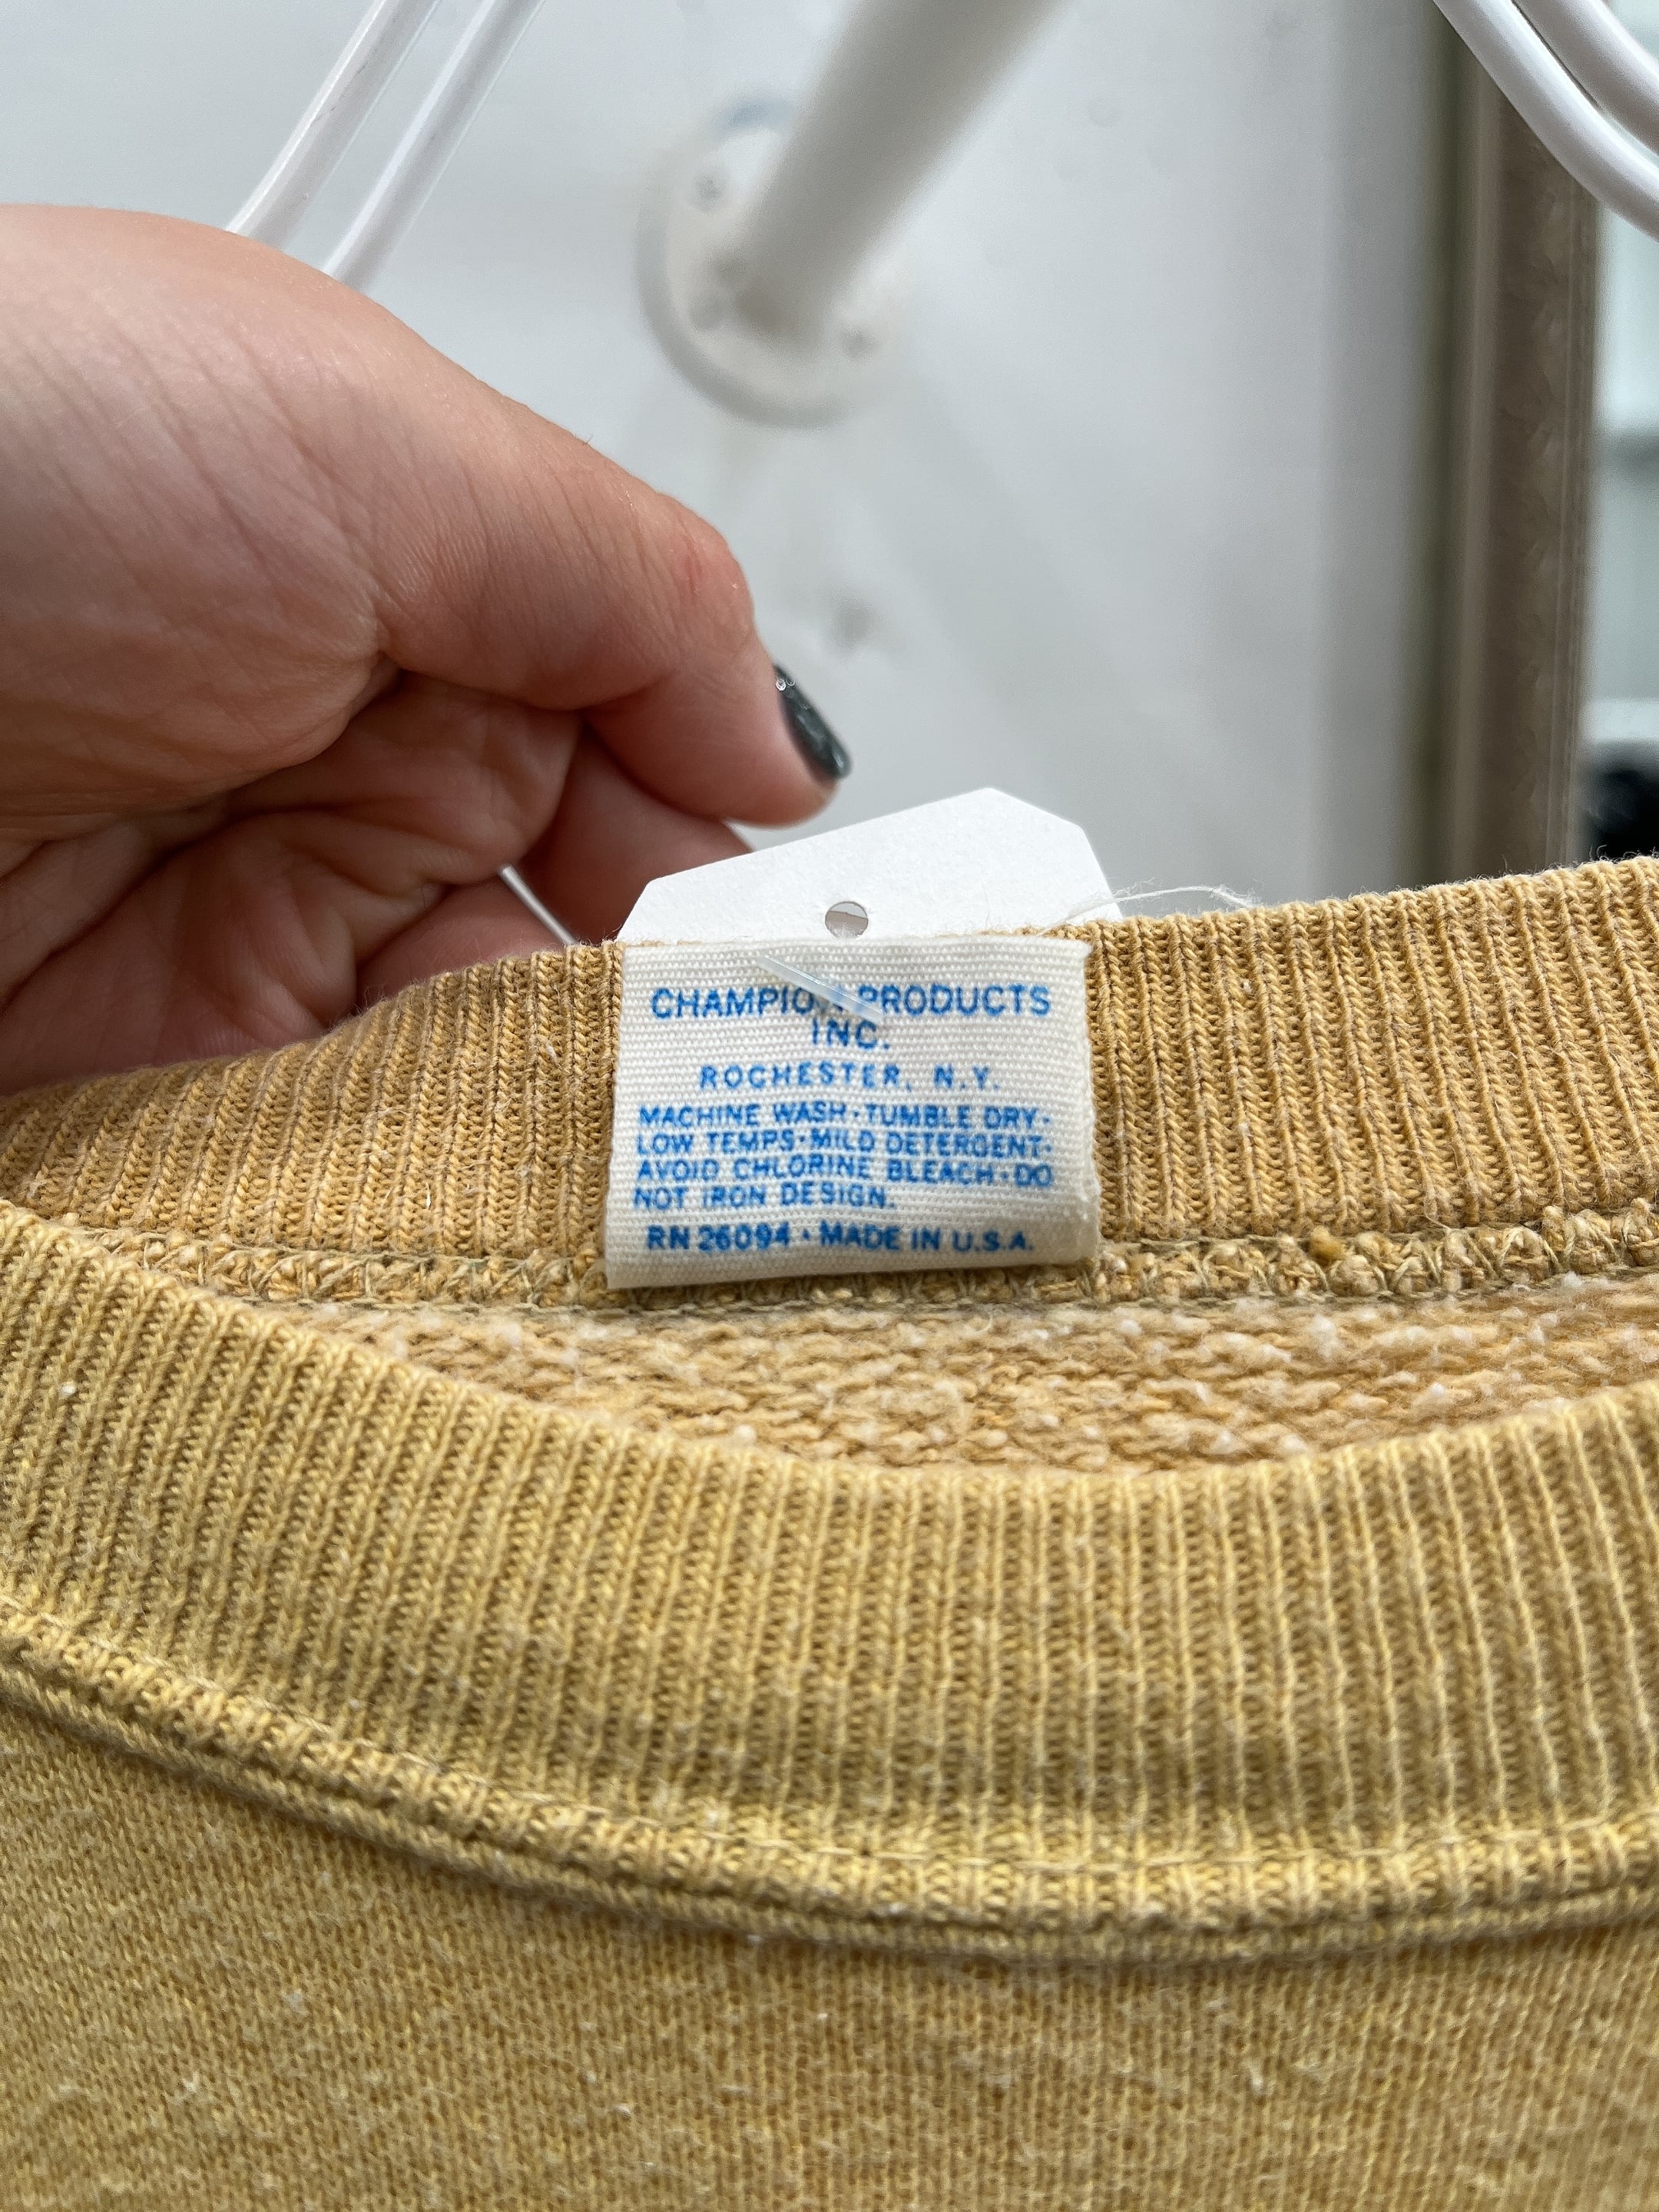 CHAMPION PRODUCTS
INC.
ROCHESTER, N.Y.
MACHINE WASH·TUMBLE DRY·
LOW TEMPS·MILD DETERGENT·
AVOID CHLORINE BLEACH·DO
NOT IRON DESIGN.
RN 26094 · MADE IN U.S.A.